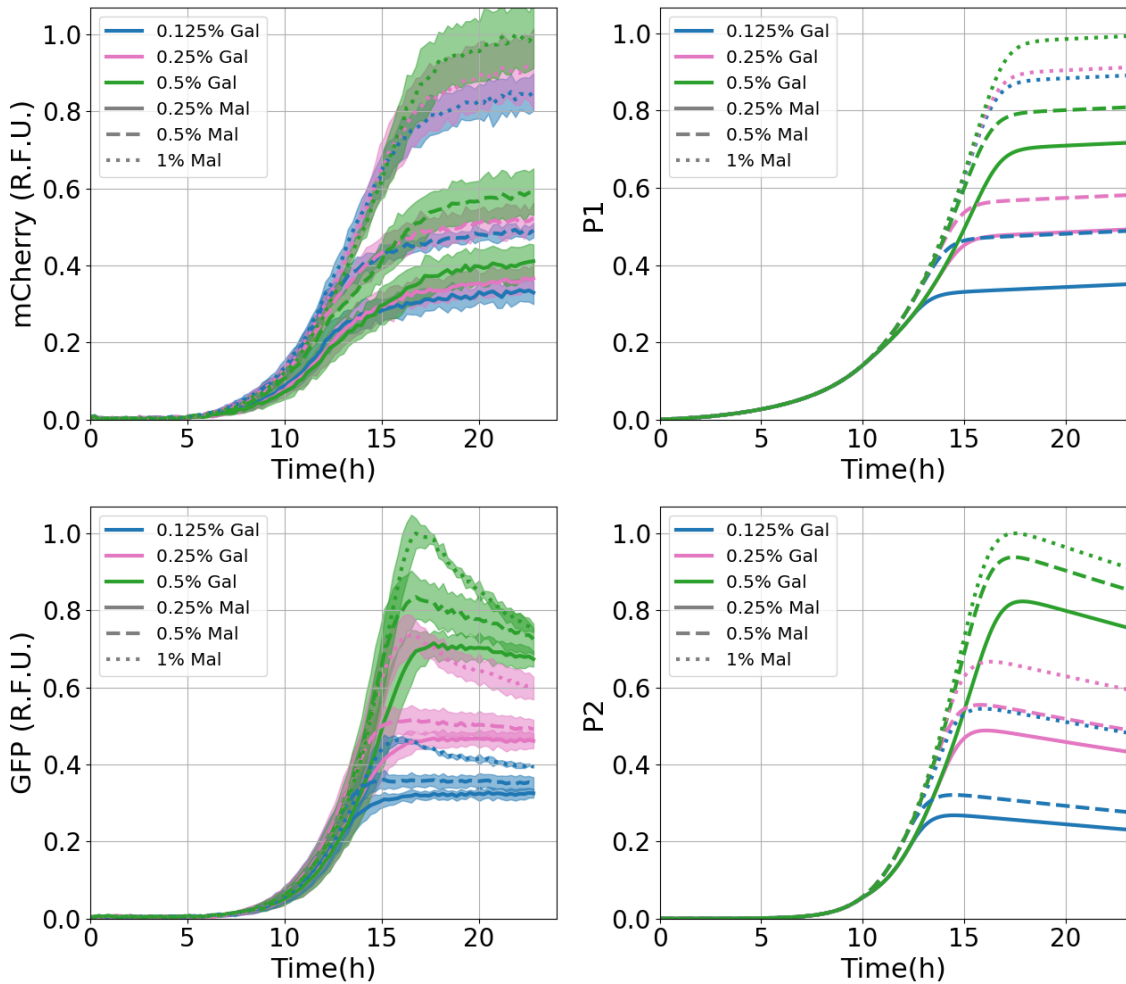 mCherry (R.F.U.)
1.0
0.8
0.6
0.4
0.2
0.0
0.125% Gal
0.25% Gal
0.5% Gal
0.25% Mal
0.5% Mal
1% Mal
0 5 10 15 20
Time(h)
P1
1.0
0.8
0.6
0.4
0.2
0.0
0.125% Gal
0.25% Gal
0.5% Gal
0.25% Mal
0.5% Mal
1% Mal
0 5 10 15 20
Time(h)
GFP (R.F.U.)
1.0
0.8
0.6
0.4
0.2
0.0
0.125% Gal
0.25% Gal
0.5% Gal
0.25% Mal
0.5% Mal
1% Mal
0 5 10 15 20
Time(h)
P2
1.0
0.8
0.6
0.4
0.2
0.0
0.125% Gal
0.25% Gal
0.5% Gal
0.25% Mal
0.5% Mal
1% Mal
0 5 10 15 20
Time(h)